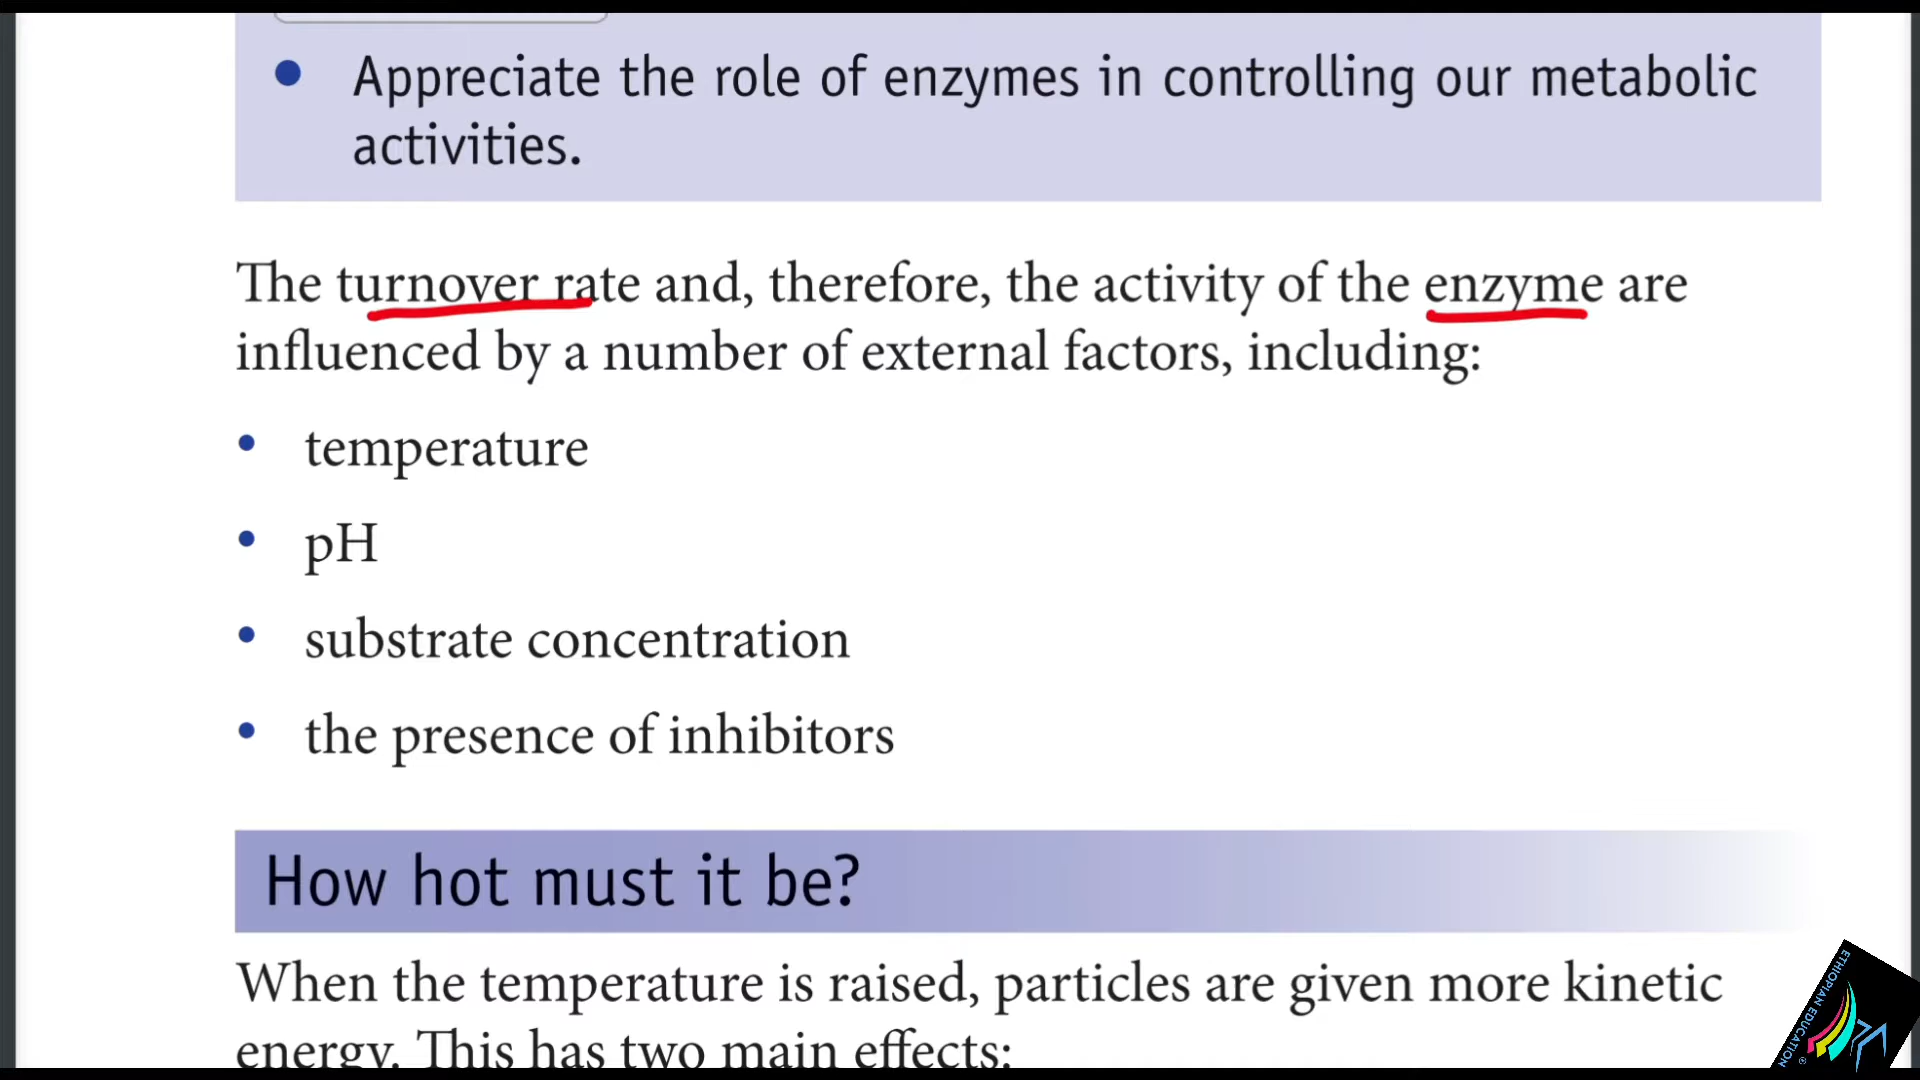 • Appreciate the role of enzymes in controlling our metabolic
activities.
The turnover rate and, therefore, the activity of the enzyme are
influenced by a number of external factors, including:
• temperature
• pH
• substrate concentration
• the presence of inhibitors
How hot must it be?
When the temperature is raised, particles are given more kinetic
energy. This has two main effects:
ETHIOPIAN EDUCATION ®